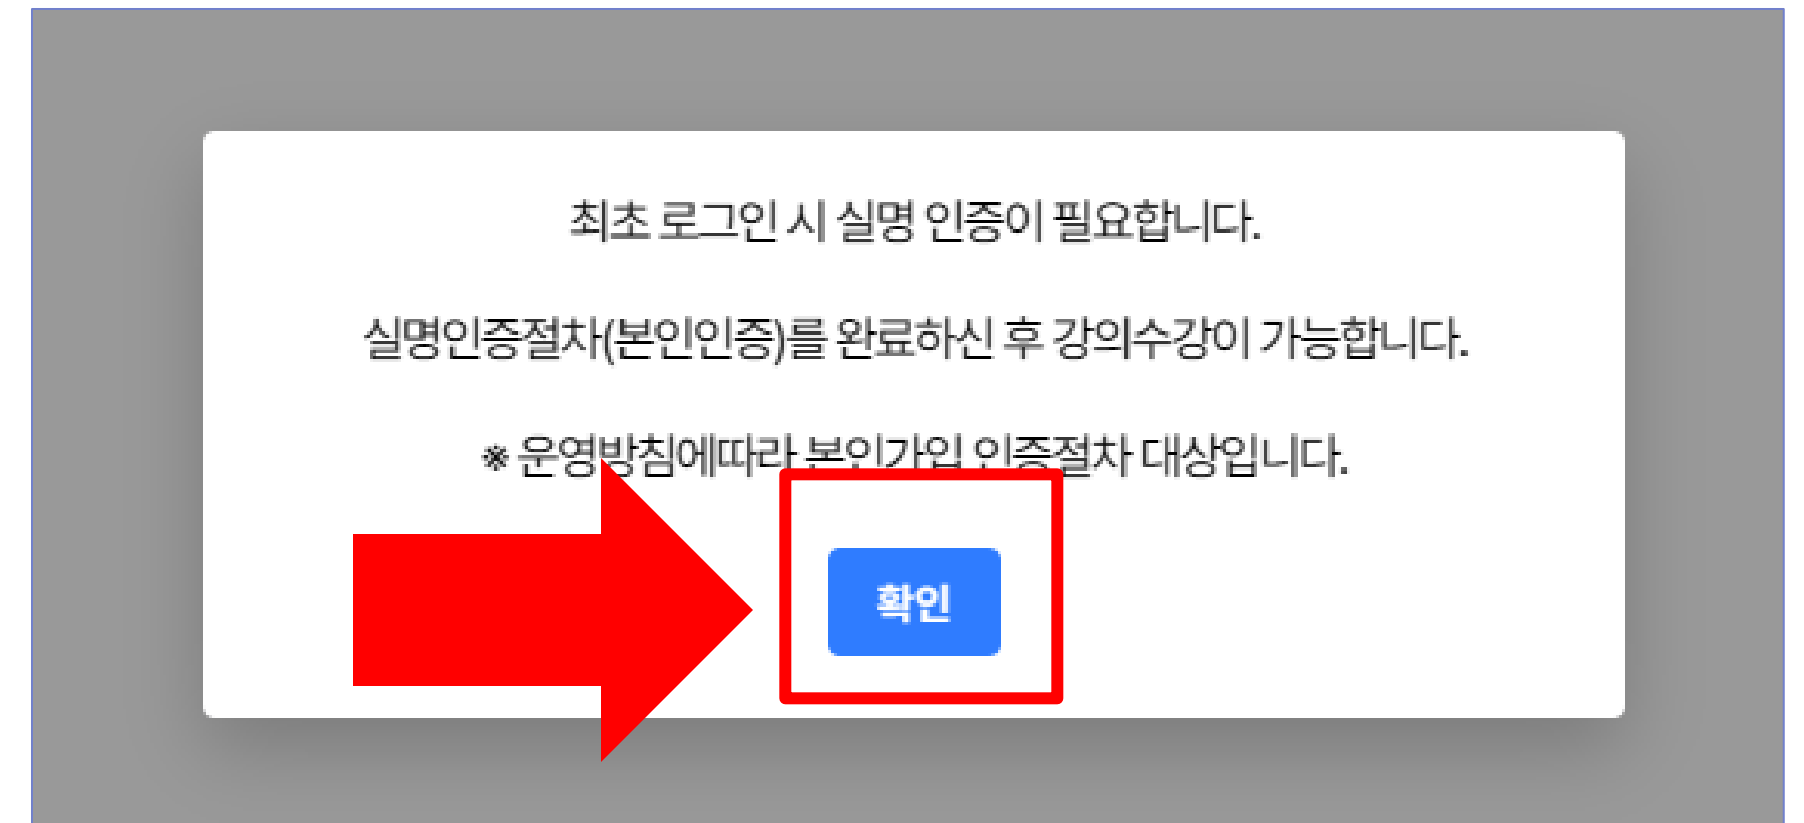 최초 로그인 시 실명 인증이 필요합니다.
실명인증절차(본인인증)를 완료하신 후 강의수강이 가능합니다.
※ 운영방침에따라 본인가입 인증절차 대상입니다.
확인